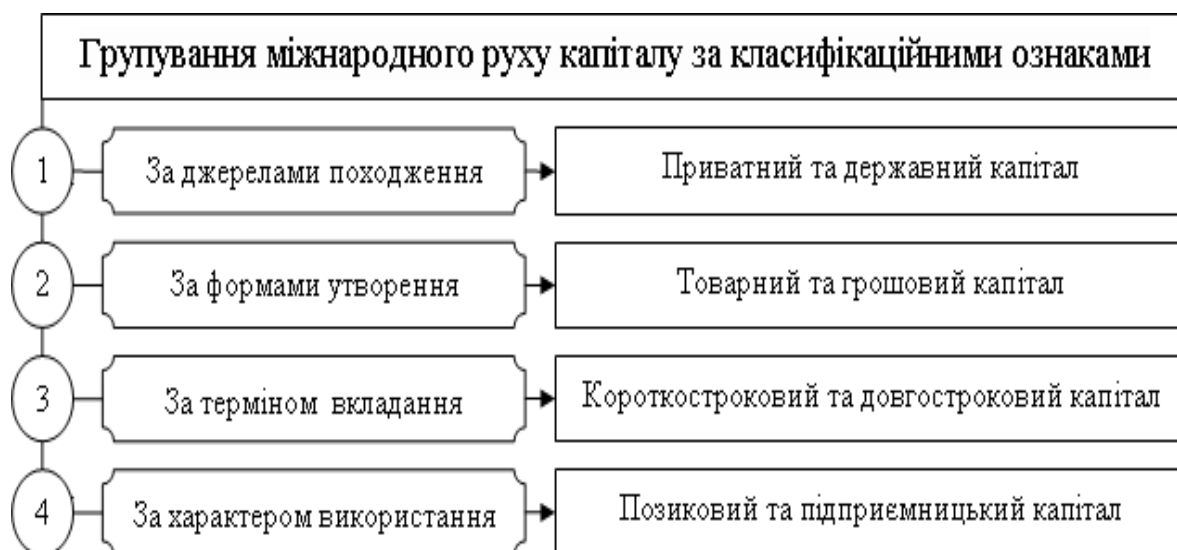 Групування міжнародного руху капіталу за класифікаційними ознаками
1 За джерелами походження Приватний та державний капітал
2 За формами утворення Товарний та грошовий капітал
3 За терміном вкладання Короткостроковий та довгостроковий капітал
4 За характером використання Позиковий та підприємницький капітал